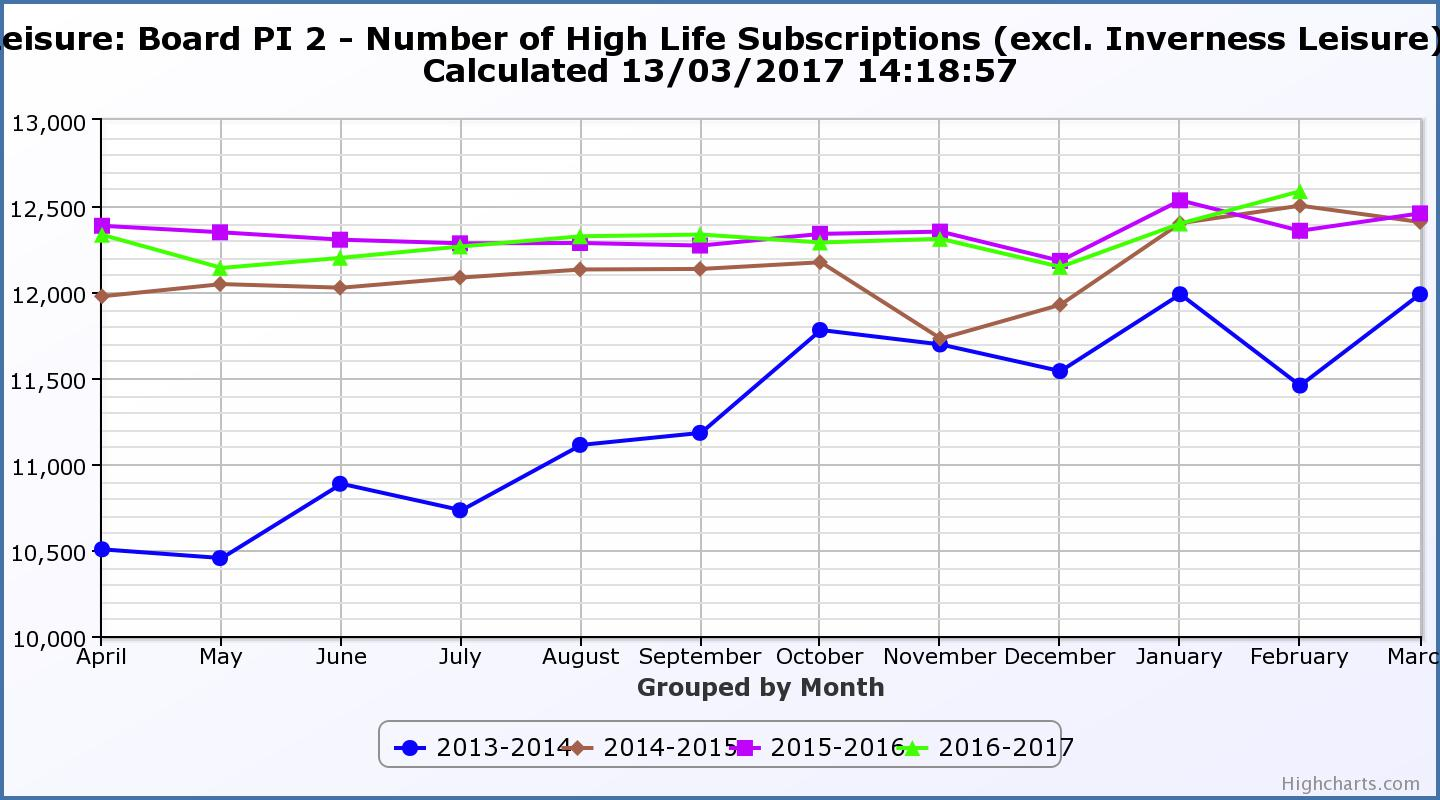 eisure: Board PI 2 – Number of High Life Subscriptions (excl. Inverness Leisure)
Calculated 13/03/2017 14:18:57
13,000
12,500
12,000
11,500
11,000
10,500
10,000
April May June July August September October November December January February Marc
Grouped by Month
2013-2014 2014-2015 2015-2016 2016-2017
Highcharts.com